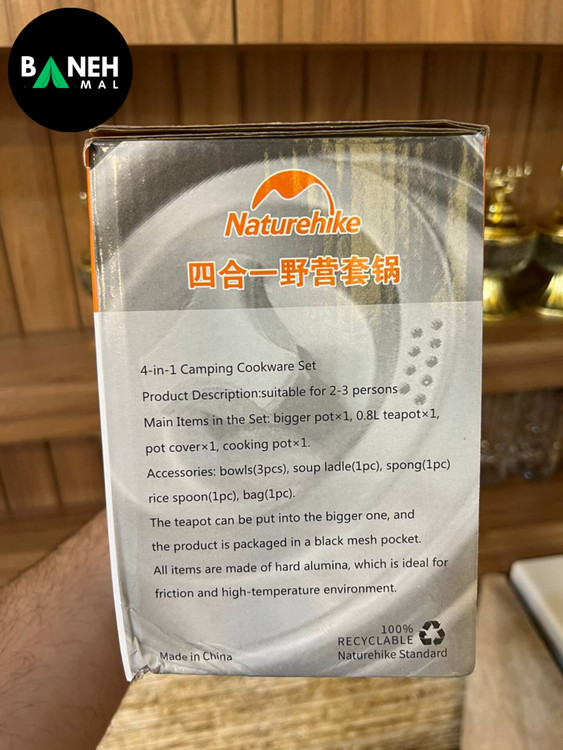 BANEH
MAL
Naturehike
四合一野营套锅
4-in-1 Camping Cookware Set
Product Description:suitable for 2-3 persons
Main Items in the Set: bigger pot×1, 0.8L teapot×1,
pot cover×1, cooking pot×1.
Accessories: bowls(3pcs), soup ladle(1pc), spong(1pc)
rice spoon(1pc), bag(1pc).
The teapot can be put into the bigger one, and
the product is packaged in a black mesh pocket.
All items are made of hard alumina, which is ideal for
friction and high-temperature environment.
100%
RECYCLABLE
Made in China
Naturehike Standard